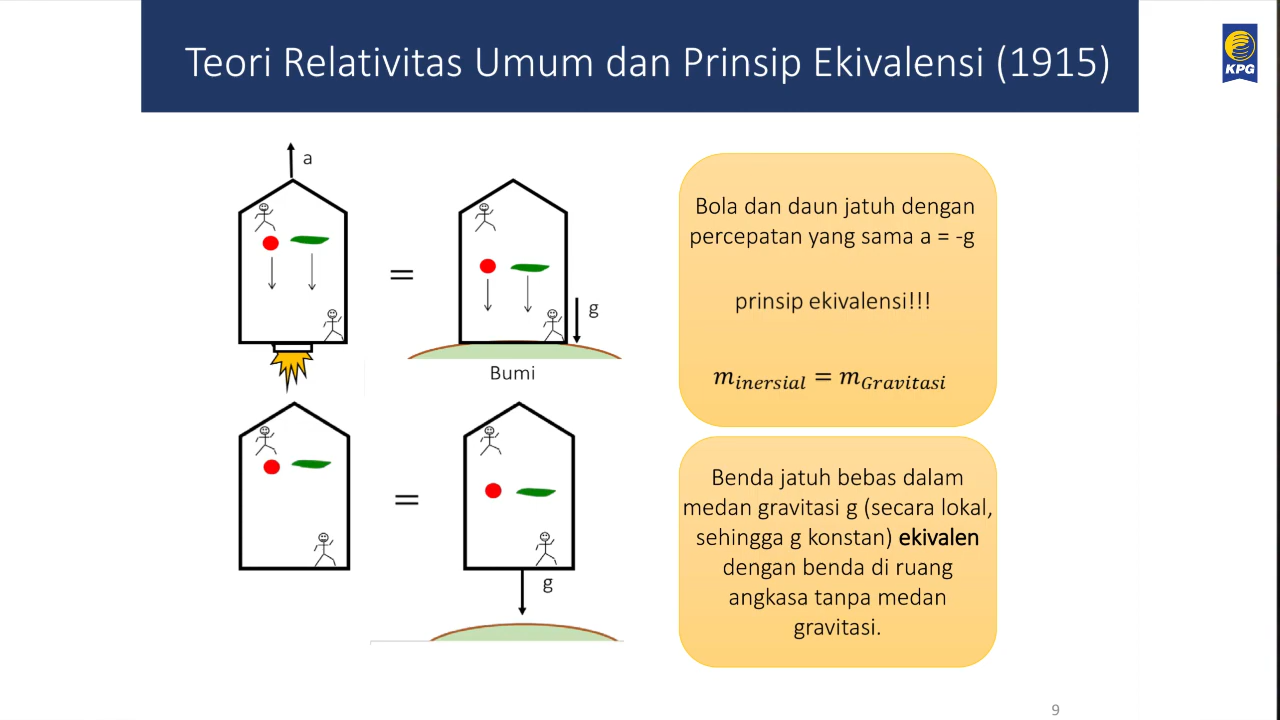 Teori Relativitas Umum dan Prinsip Ekivalensi (1915)
KPG
a
=
g
Bumi
Bola dan daun jatuh dengan
percepatan yang sama a = -g
prinsip ekivalensi!!!
m_inersial = m_Gravitasi
=
g
Benda jatuh bebas dalam
medan gravitasi g (secara lokal,
sehingga g konstan) ekivalen
dengan benda di ruang
angkasa tanpa medan
gravitasi.
9